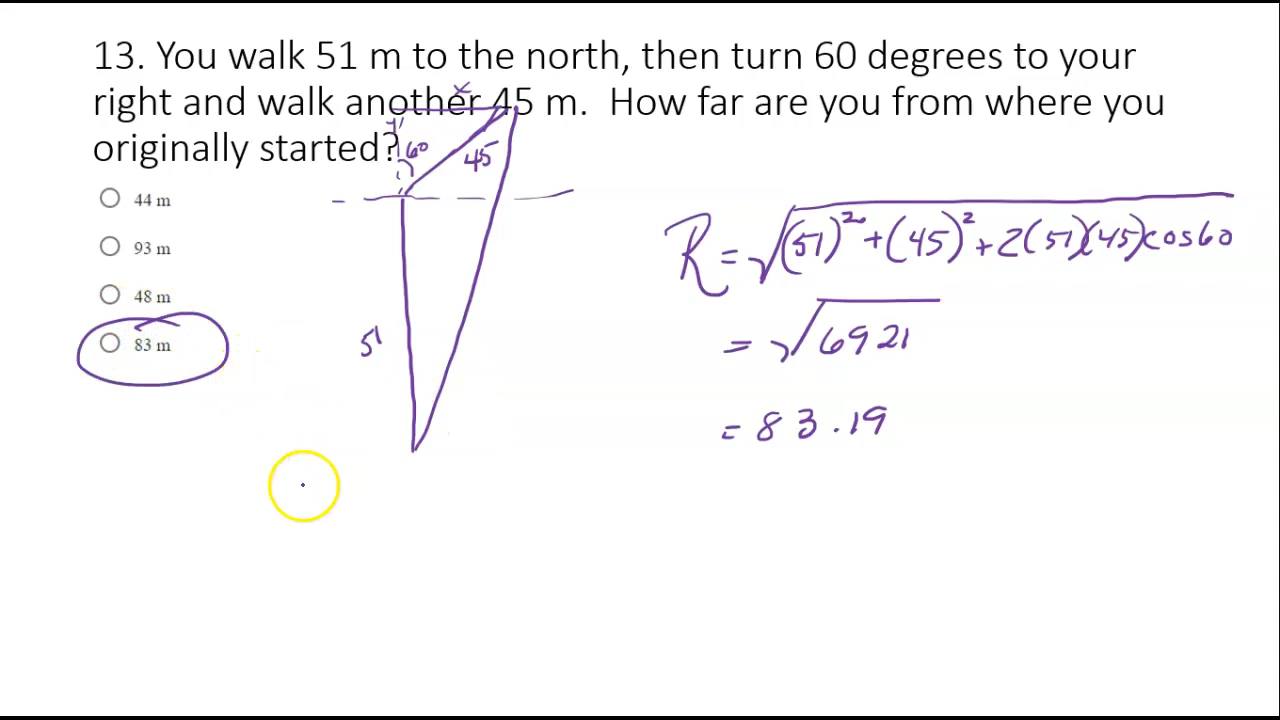 13. You walk 51 m to the north, then turn 60 degrees to your
right and walk another 45 m.  How far are you from where you
originally started?
x
y
60
45
44 m
93 m
48 m
83 m
51
R = √(51)² + (45)² + 2(51)(45)cos60
= √6921
= 83.19